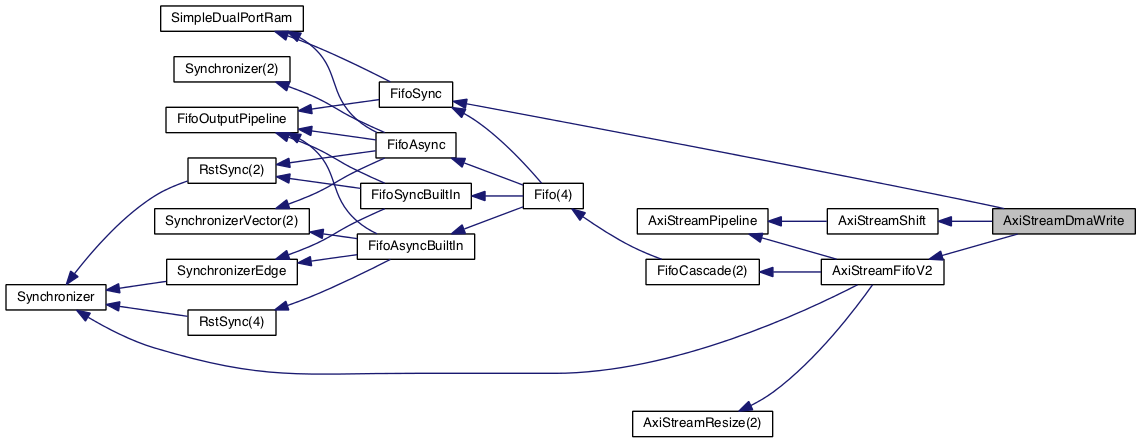 SimpleDualPortRam
Synchronizer(2)
FifoSync
FifoOutputPipeline
FifoAsync
RstSync(2)
FifoSyncBuiltIn
Fifo(4)
SynchronizerVector(2)
AxiStreamPipeline
AxiStreamShift
AxiStreamDmaWrite
FifoAsyncBuiltIn
SynchronizerEdge
FifoCascade(2)
AxiStreamFifoV2
Synchronizer
RstSync(4)
AxiStreamResize(2)